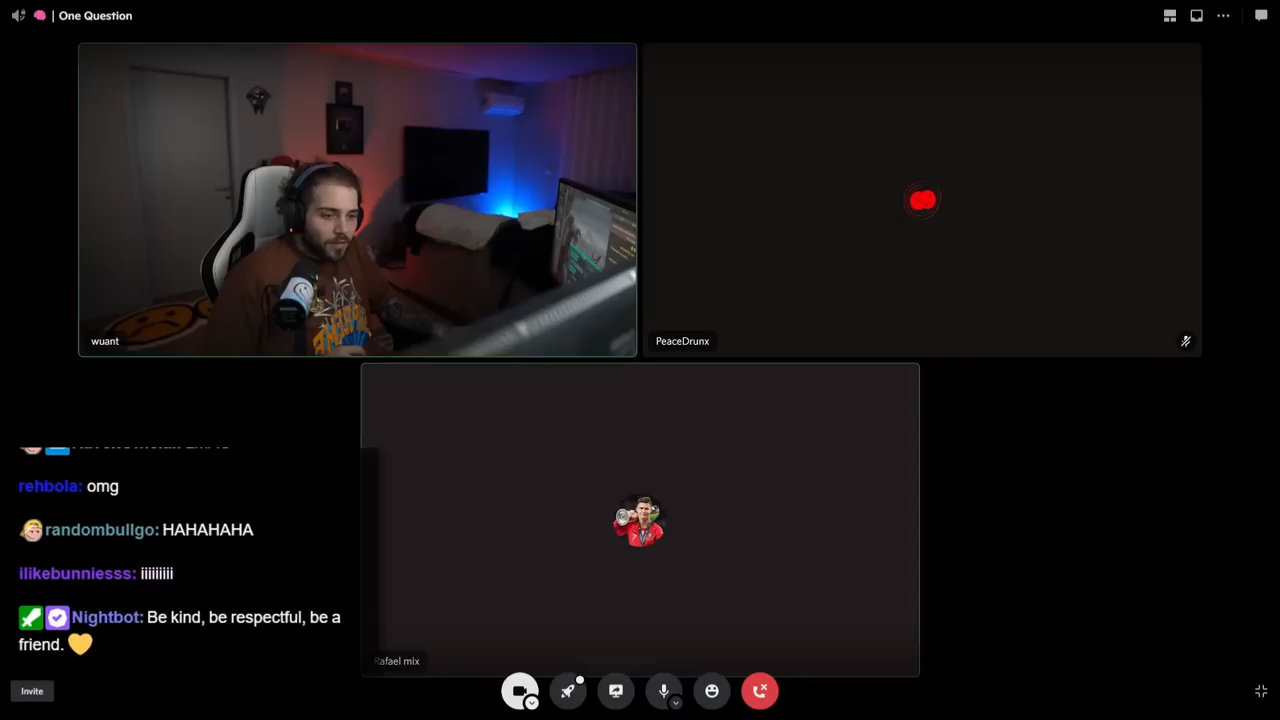 | One Question
wuant
PeaceDrunx
rehbola: omg
randombullgo: HAHAHAHA
ilikebunniesss: iiiiiiiii
Nightbot: Be kind, be respectful, be a
friend.
Rafael mix
Invite